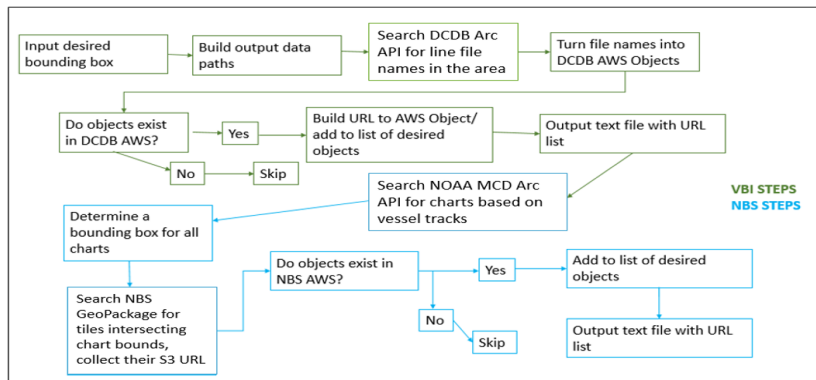 Input desired
bounding box
Build output data
paths
Search DCDB Arc
API for line file
names in the area
Turn file names into
DCDB AWS Objects
Do objects exist
in DCDB AWS?
Yes
No
Skip
Build URL to AWS Object/
add to list of desired
objects
Output text file with URL
list
Search NOAA MCD Arc
API for charts based on
vessel tracks
VBI STEPS
NBS STEPS
Determine a
bounding box for all
charts
Search NBS
GeoPackage for
tiles intersecting
chart bounds,
collect their S3 URL
Do objects exist in
NBS AWS?
Yes
No
Skip
Add to list of desired
objects
Output text file with URL
list